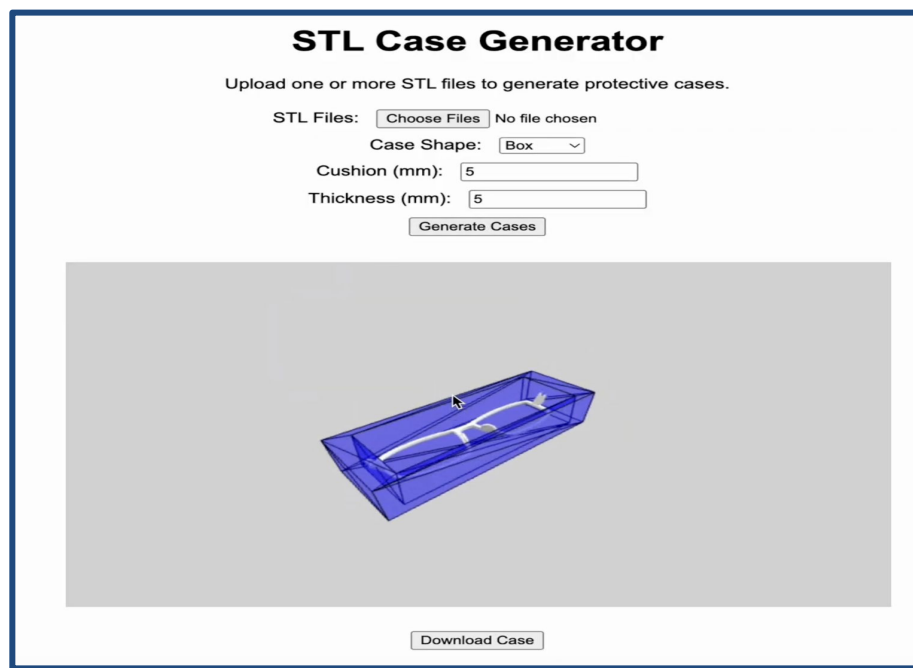 STL Case Generator
Upload one or more STL files to generate protective cases.
STL Files: Choose Files No file chosen
Case Shape: Box
Cushion (mm): 5
Thickness (mm): 5
Generate Cases
Download Case